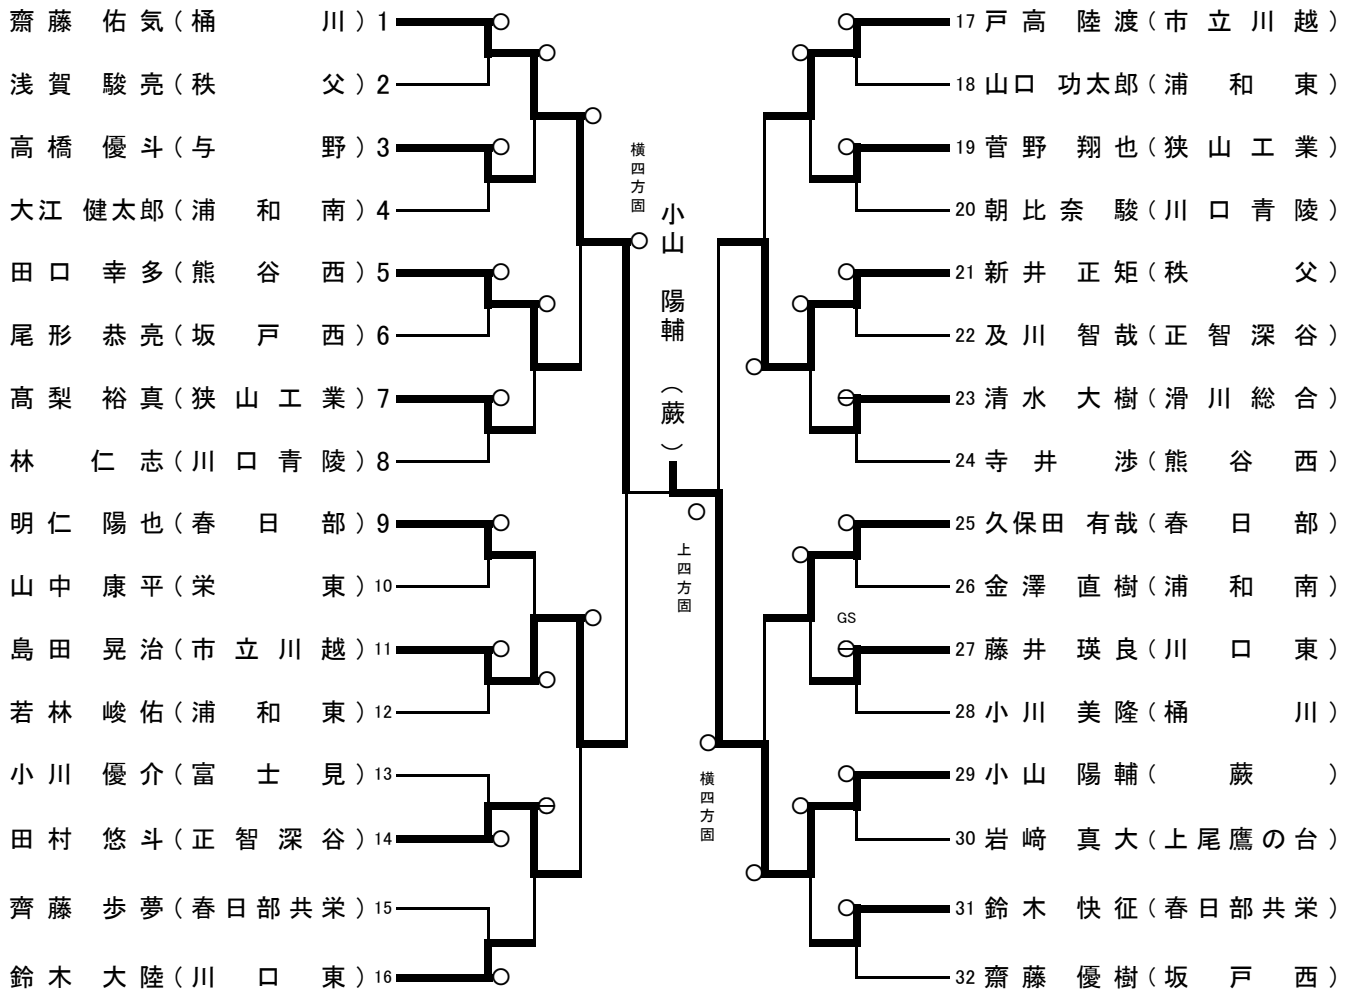 齋藤 佑気(桶川)1
浅賀 駿亮(秩父)2
高橋 優斗(与野)3
大江 健太郎(浦和南)4
田口 幸多(熊谷西)5
尾形 恭亮(坂戸西)6
髙梨 裕真(狭山工業)7
林 仁志(川口青陵)8
明仁 陽也(春日部)9
山中 康平(栄東)10
島田 晃治(市立川越)11
若林 峻佑(浦和東)12
小川 優介(富士見)13
田村 悠斗(正智深谷)14
齊藤 歩夢(春日部共栄)15
鈴木 大陸(川口東)16
横四方固
小山 陽輔 (蕨)
上四方固
横四方固
17 戸高 陸渡(市立川越)
18 山口 功太郎(浦和東)
19 菅野 翔也(狭山工業)
20 朝比奈 駿(川口青陵)
21 新井 正矩(秩父)
22 及川 智哉(正智深谷)
23 清水 大樹(滑川総合)
24 寺井 渉(熊谷西)
25 久保田 有哉(春日部)
26 金澤 直樹(浦和南)
GS
27 藤井 瑛良(川口東)
28 小川 美隆(桶川)
29 小山 陽輔(蕨)
30 岩﨑 真大(上尾鷹の台)
31 鈴木 快征(春日部共栄)
32 齋藤 優樹(坂戸西)